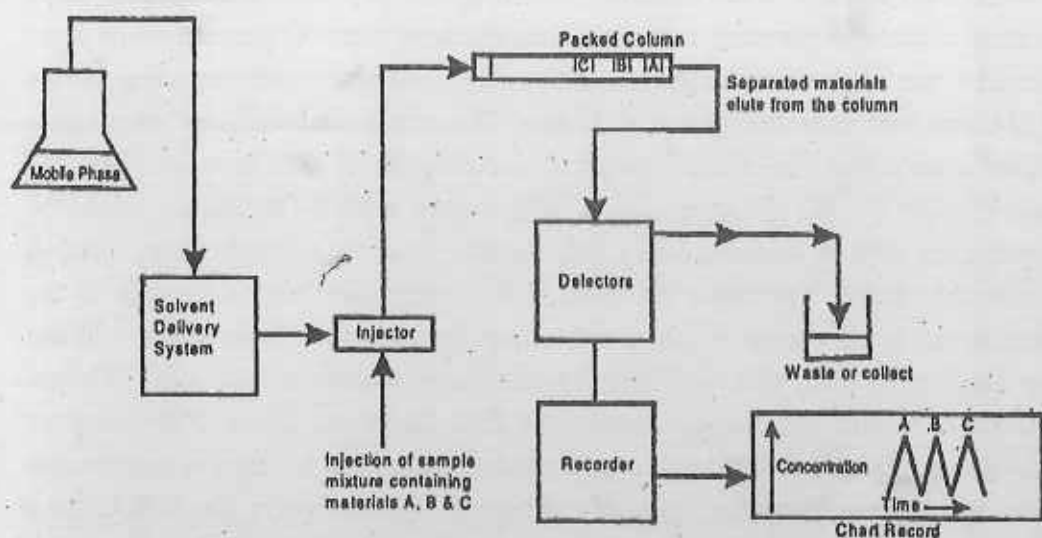 Packed Column
|C| |B| |A|
Separated materials
elute from the column
Mobile Phase
Solvent
Delivery
System
Injector
Detectors
Waste or collect
Injection of sample
mixture containing
materials A, B & C
Recorder
A B C
Concentration
Time
Chart Record